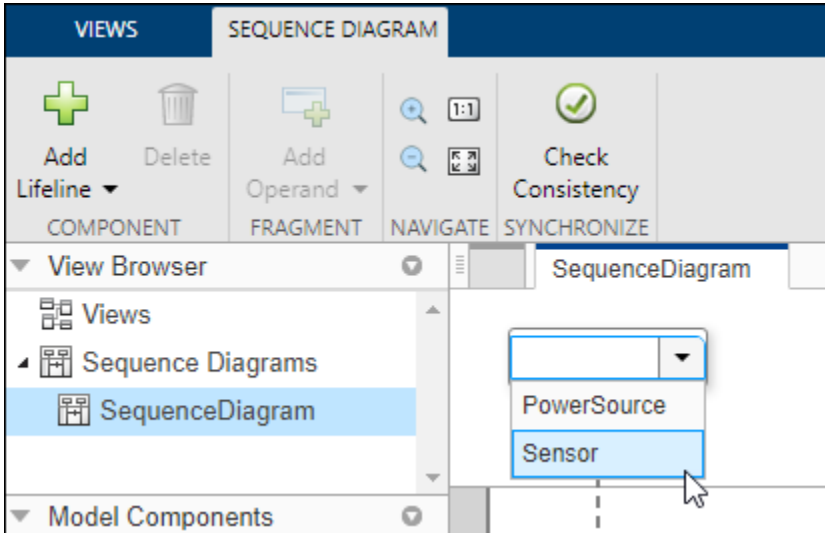 VIEWS SEQUENCE DIAGRAM
1:1
Add Delete Add Check
Lifeline Operand Consistency
COMPONENT FRAGMENT NAVIGATE SYNCHRONIZE
View Browser SequenceDiagram
Views
Sequence Diagrams
SequenceDiagram
PowerSource
Sensor
Model Components